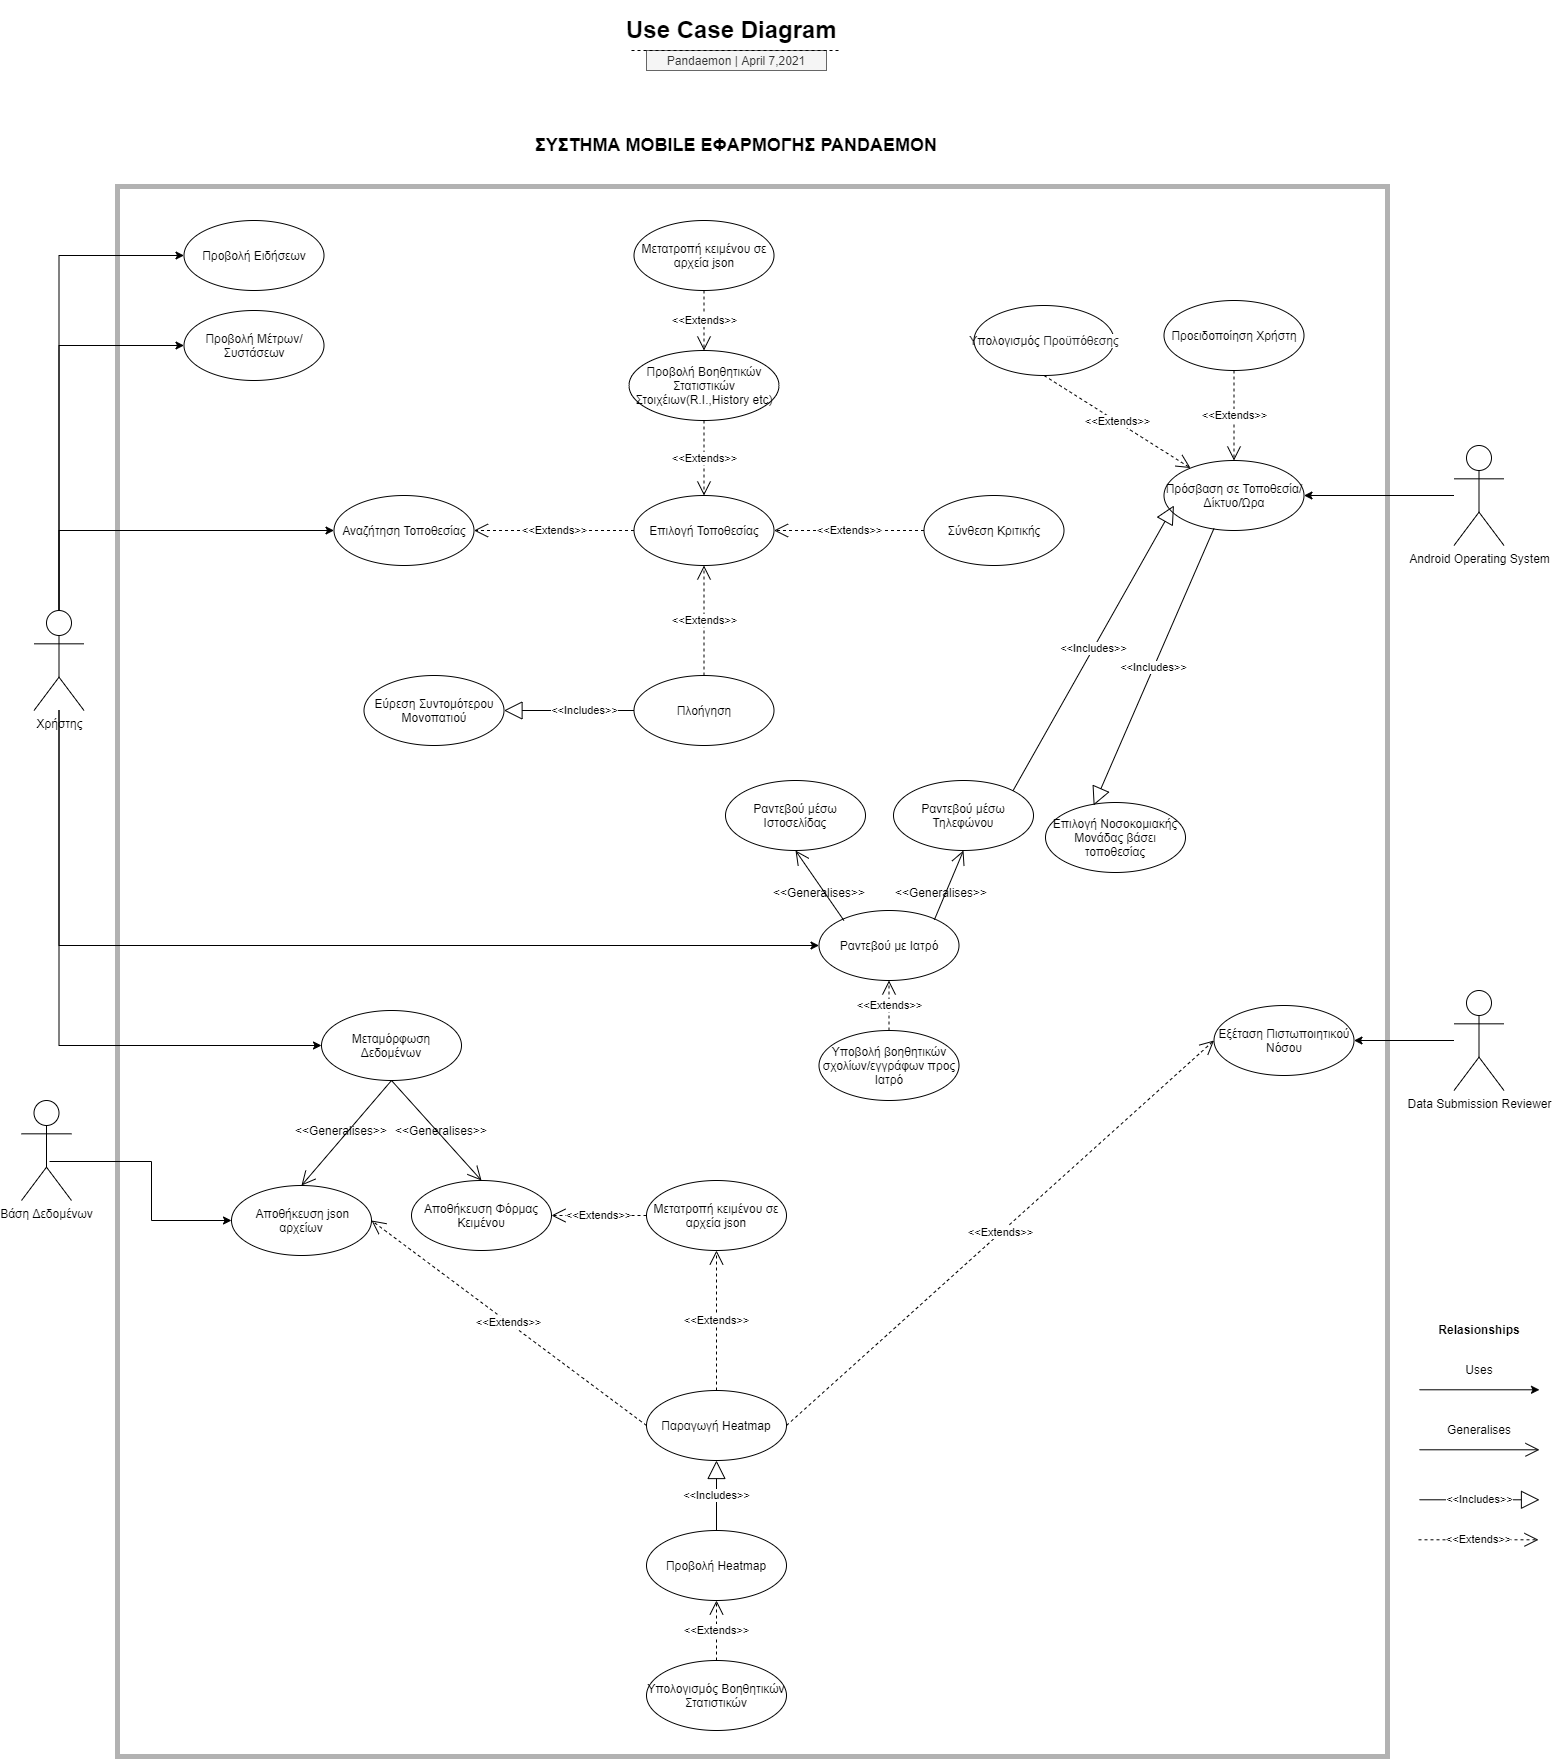 Use Case Diagram
Pandaemon | April 7,2021
ΣΥΣΤΗΜΑ MOBILE ΕΦΑΡΜΟΓΗΣ PANDAEMON
Προβολή Ειδήσεων
Μετατροπή κειμένου σε
αρχεία json
<<Extends>>
Προβολή Μέτρων/
Συστάσεων
Υπολογισμός Προϋπόθεσης
Προειδοποίηση Χρήστη
Προβολή Βοηθητικών
Στατιστικών
Στοιχείων(R.I.,History etc)
<<Extends>>
<<Extends>>
<<Extends>>
Πρόσβαση σε Τοποθεσία/
Δίκτυο/Ώρα
Android Operating System
Αναζήτηση Τοποθεσίας
<<Extends>>
Επιλογή Τοποθεσίας
<<Extends>>
Σύνθεση Κριτικής
<<Extends>>
<<Includes>>
<<Includes>>
Χρήστης
Εύρεση Συντομότερου
Μονοπατιού
<<Includes>>
Πλοήγηση
Ραντεβού μέσω
Ιστοσελίδας
Ραντεβού μέσω
Τηλεφώνου
Επιλογή Νοσοκομιακής
Μονάδας βάσει
τοποθεσίας
<<Generalises>>
<<Generalises>>
Ραντεβού με Ιατρό
<<Extends>>
Μεταμόρφωση
Δεδομένων
Υποβολή βοηθητικών
σχολίων/εγγράφων προς
Ιατρό
Εξέταση Πιστωποιητικού
Νόσου
Data Submission Reviewer
<<Generalises>>
<<Generalises>>
Βάση Δεδομένων
Αποθήκευση json
αρχείων
Αποθήκευση Φόρμας
Κειμένου
<<Extends>>
Μετατροπή κειμένου σε
αρχεία json
<<Extends>>
<<Extends>>
<<Extends>>
Relasionships
Uses
Generalises
<<Includes>>
<<Extends>>
Παραγωγή Heatmap
<<Includes>>
Προβολή Heatmap
<<Extends>>
Υπολογισμός Βοηθητικών
Στατιστικών